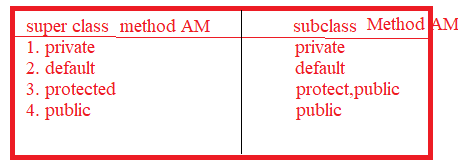 super class method AM subclass Method AM
1. private private
2. default default
3. protected protect,public
4. public public